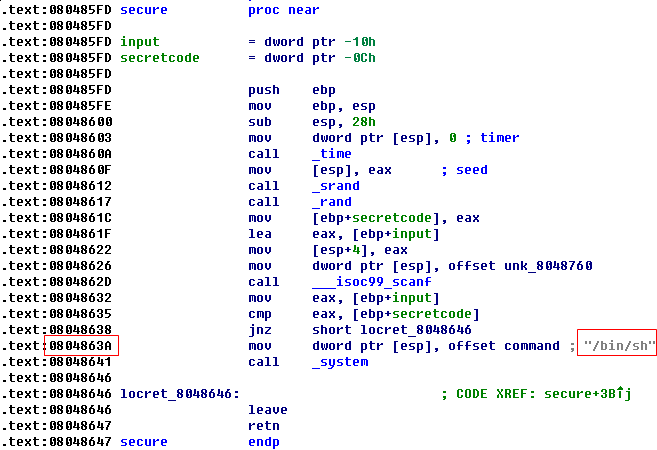 .text:080485FD secure proc near
.text:080485FD
.text:080485FD input = dword ptr -10h
.text:080485FD secretcode = dword ptr -0Ch
.text:080485FD
.text:080485FD push ebp
.text:080485FE mov ebp, esp
.text:08048600 sub esp, 28h
.text:08048603 mov dword ptr [esp], 0 ; timer
.text:0804860A call _time
.text:0804860F mov [esp], eax ; seed
.text:08048612 call _srand
.text:08048617 call _rand
.text:0804861C mov [ebp+secretcode], eax
.text:0804861F lea eax, [ebp+input]
.text:08048622 mov [esp+4], eax
.text:08048626 mov dword ptr [esp], offset unk_8048760
.text:0804862D call ___isoc99_scanf
.text:08048632 mov eax, [ebp+input]
.text:08048635 cmp eax, [ebp+secretcode]
.text:08048638 jnz short locret_8048646
.text:0804863A mov dword ptr [esp], offset command ; "/bin/sh"
.text:08048641 call _system
.text:08048646
.text:08048646 locret_8048646: ; CODE XREF: secure+3B↑j
.text:08048646 leave
.text:08048647 retn
.text:08048647 secure endp